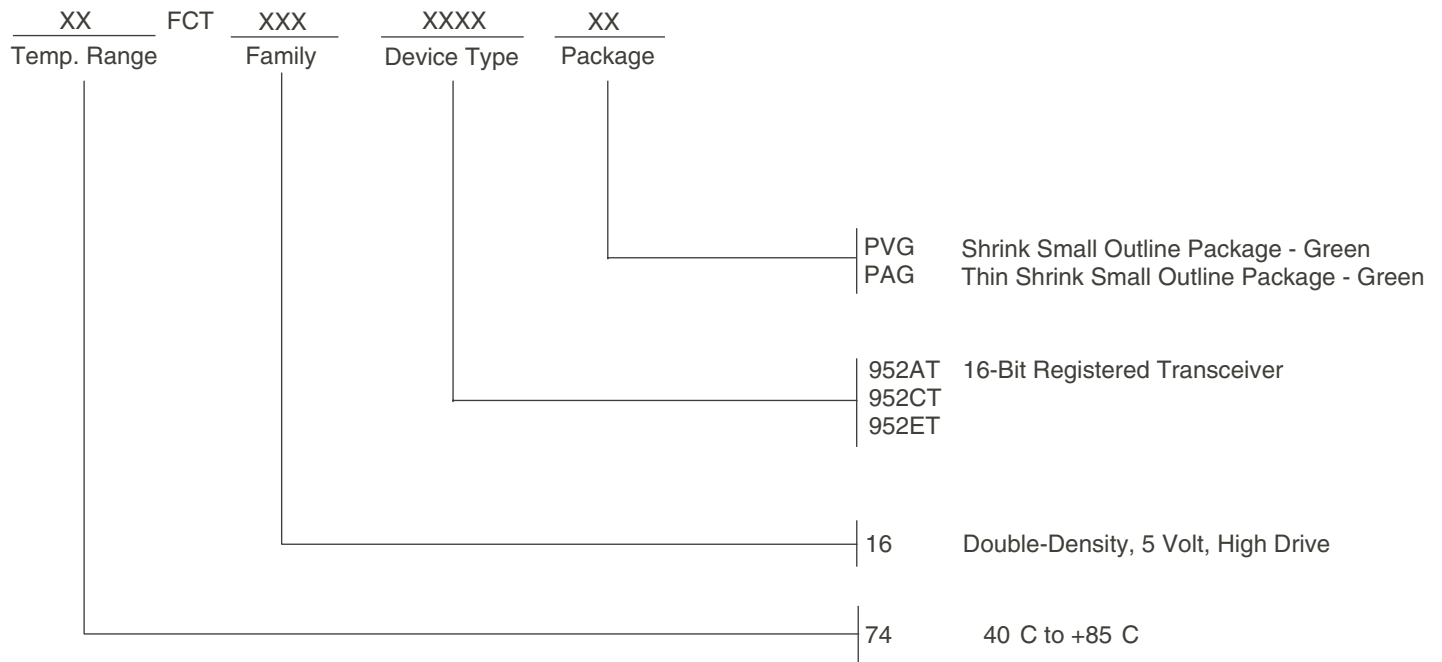 XX FCT XXX XXXX XX
Temp. Range Family Device Type Package
PVG Shrink Small Outline Package - Green
PAG Thin Shrink Small Outline Package - Green
952AT 16-Bit Registered Transceiver
952CT
952ET
16 Double-Density, 5 Volt, High Drive
74 40 C to +85 C